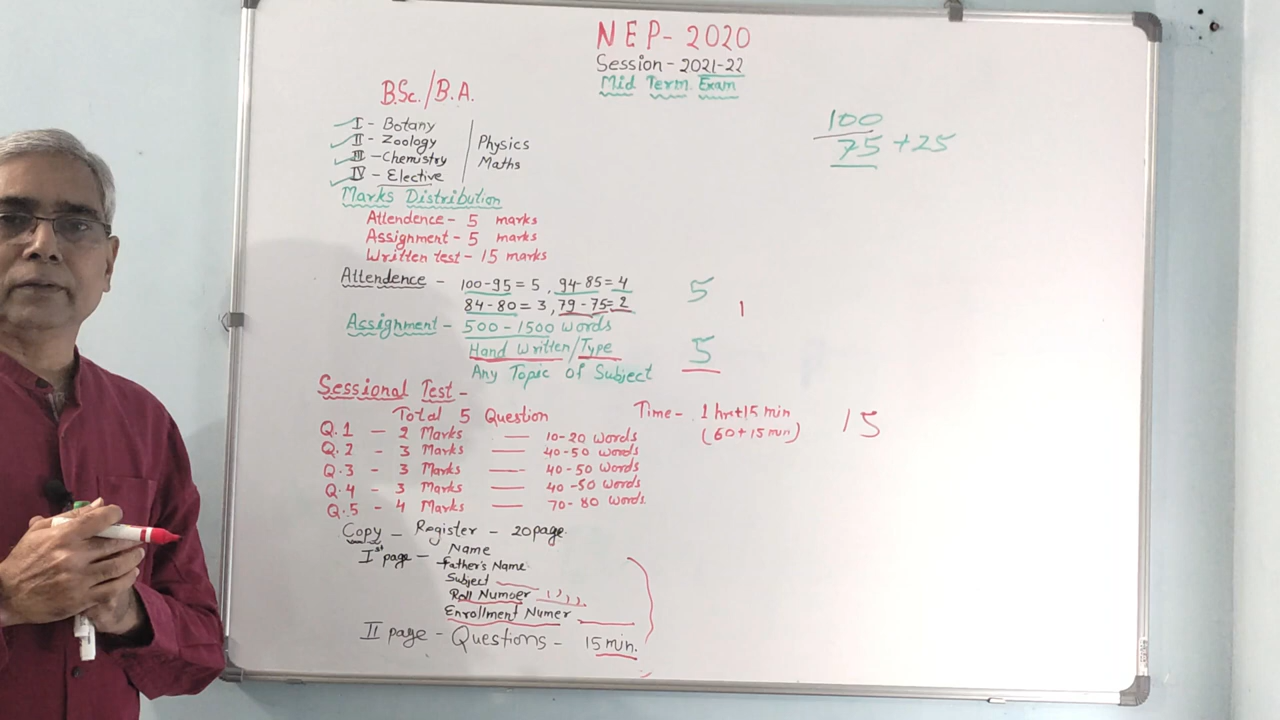 NEP-2020
Session-2021-22
Mid Term. Exam
B.Sc./B.A.
I - Botany
II - Zoology
III - Chemistry
IV - Elective
Physics
Maths
100
75 + 25
Marks Distribution
Attendence - 5 marks
Assignment - 5 marks
Written test - 15 marks
Attendence - 100-95 = 5, 94-85 = 4
84-80 = 3, 79-75 = 2
5
1
Assignment - 500-1500 words
Hand Written/Type
5
Any Topic of Subject
Sessional Test -
Total 5 Question
Time - 1 hr+15 min
(60+15 min)
15
Q.1 - 2 Marks — 10-20 words
Q.2 - 3 Marks — 40-50 words
Q.3 - 3 Marks — 40-50 words
Q.4 - 3 Marks — 40-50 words
Q.5 - 4 Marks — 70-80 words.
Copy - Register - 20 page.
Ist page - Name
Father's Name
Subject
Roll Number
Enrollment Numer
II page - Questions - 15 min.